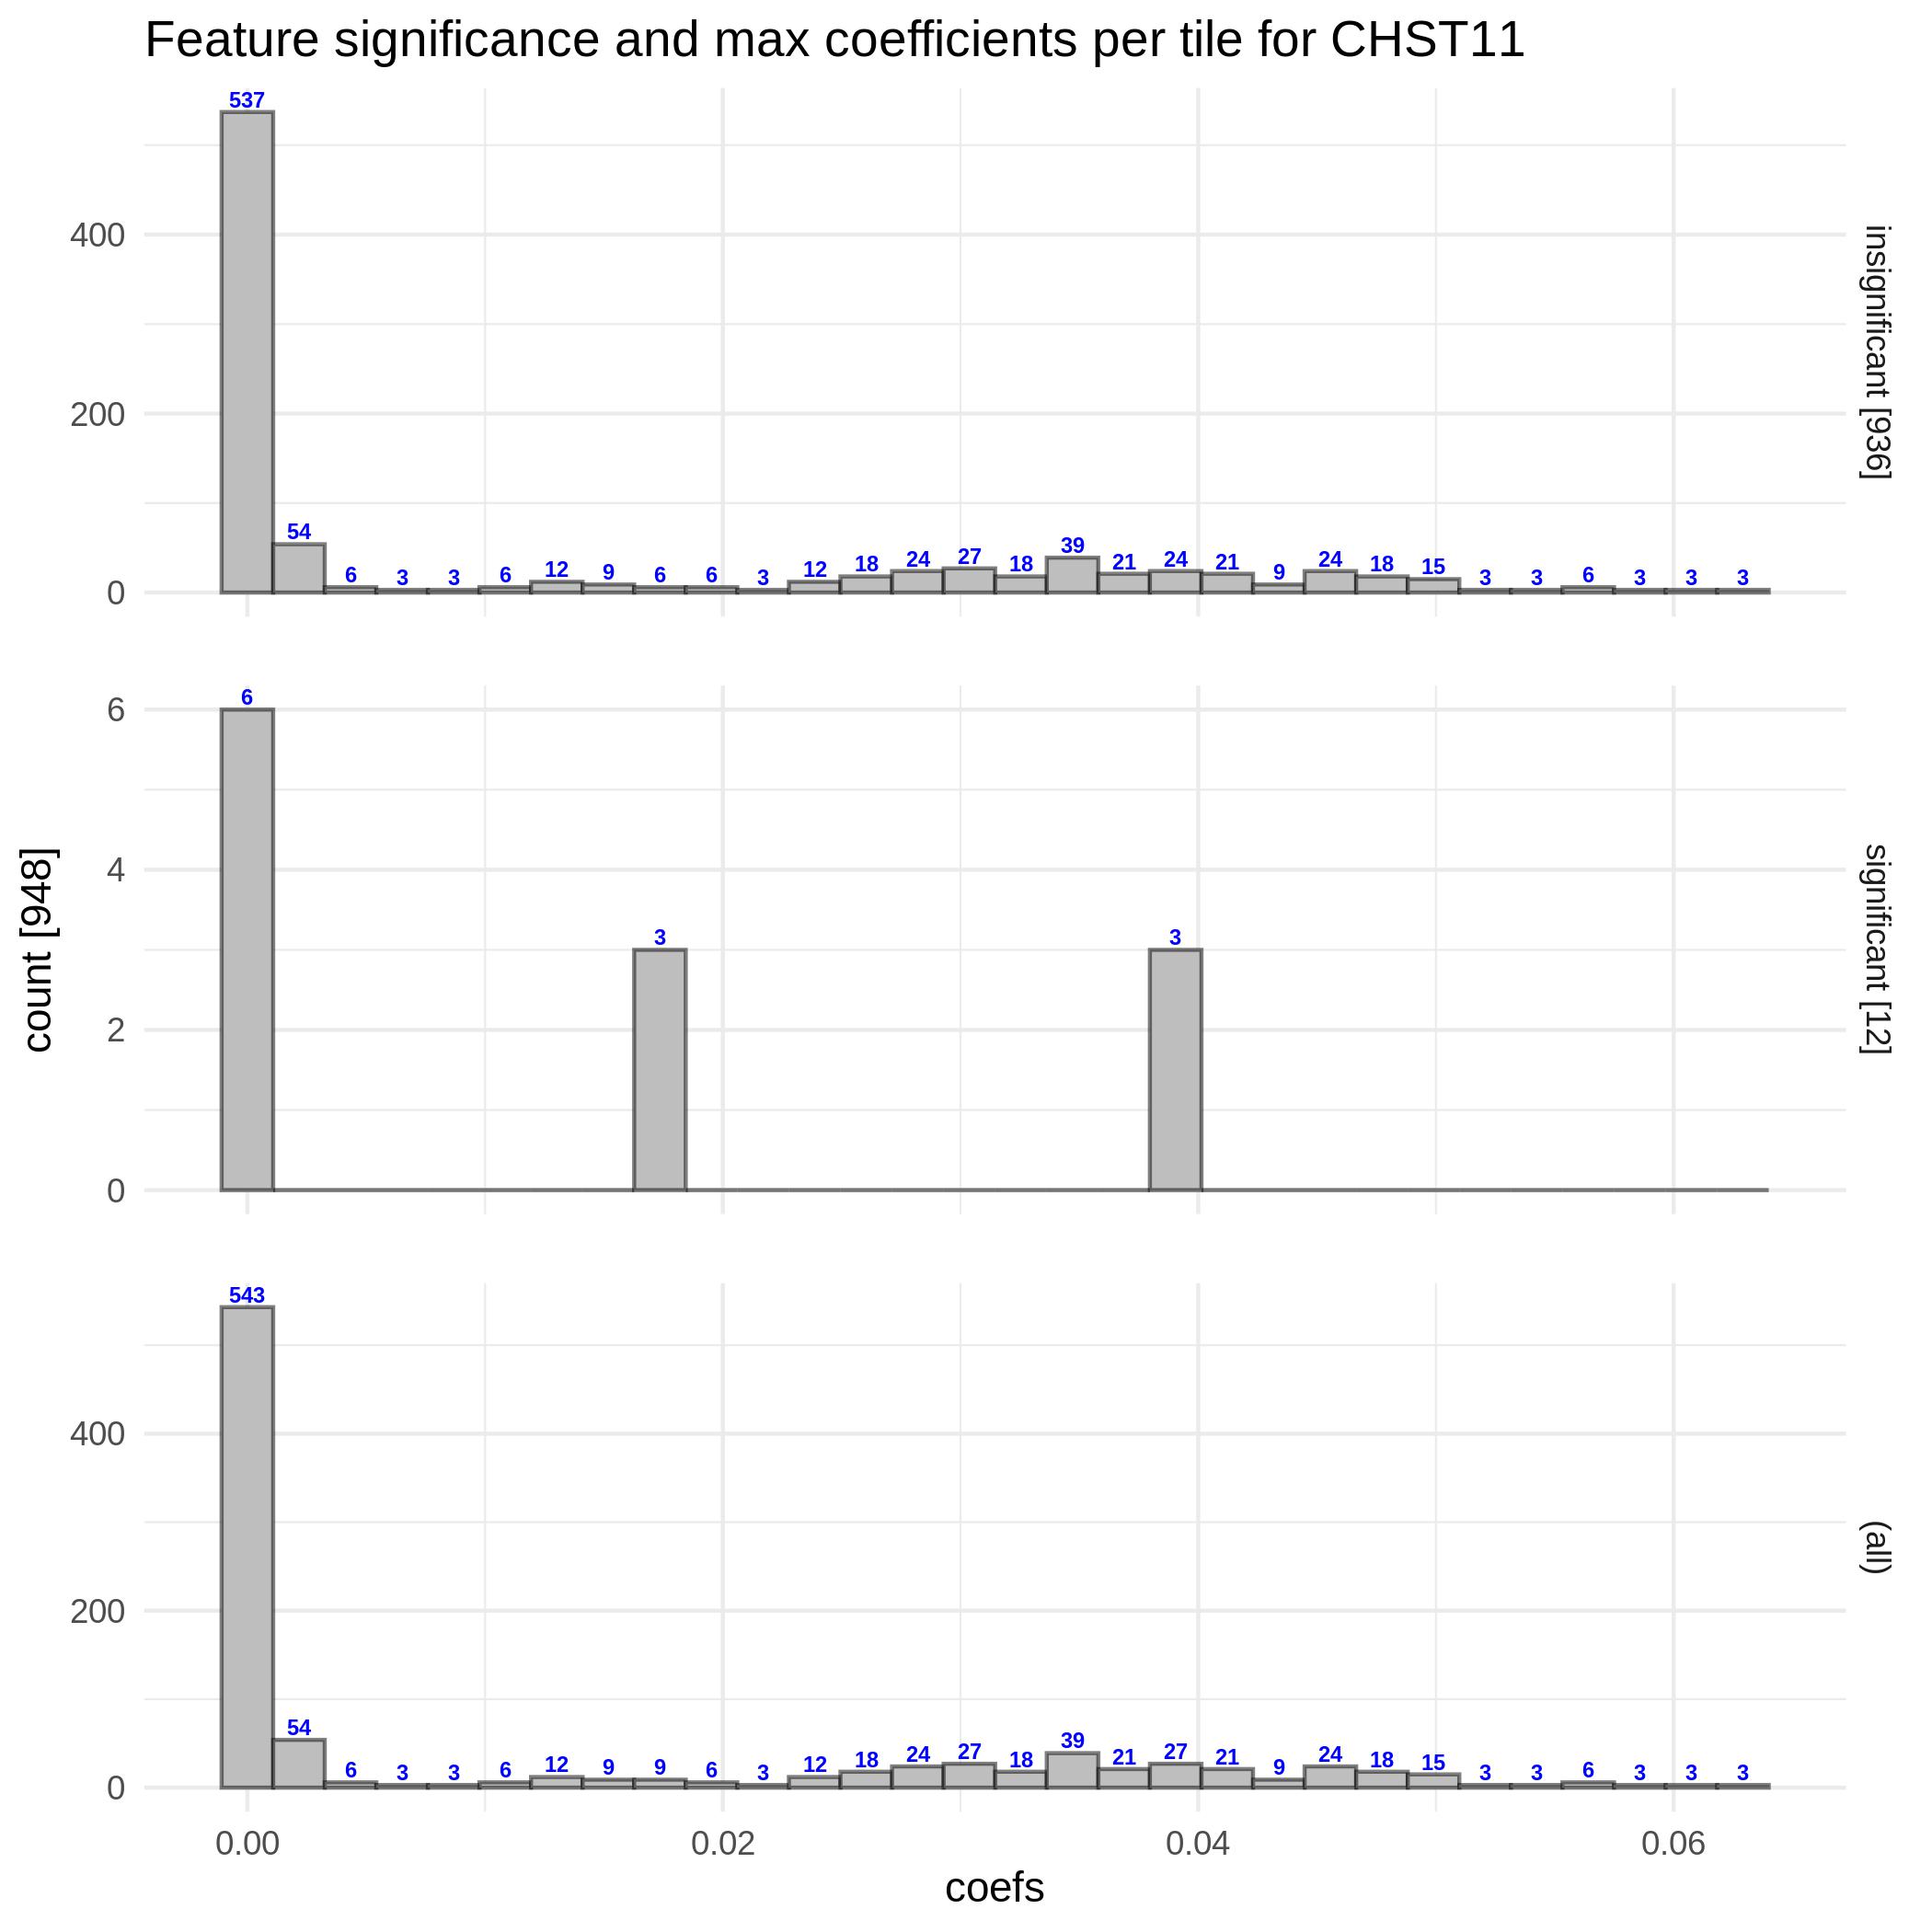 Feature significance and max coefficients per tile for CHST11
count [948]
400
200
0
537
54
6 3 3 6 12 9 6 6 3 12 18 24 27 18 39 21 24 21 9 24 18 15 3 3 6 3 3 3
insignificant [936]
6
4
2
0
6
3
3
significant [12]
400
200
0
543
54
6 3 3 6 12 9 9 6 3 12 18 24 27 18 39 21 27 21 9 24 18 15 3 3 6 3 3 3
(all)
0.00 0.02 0.04 0.06
coefs